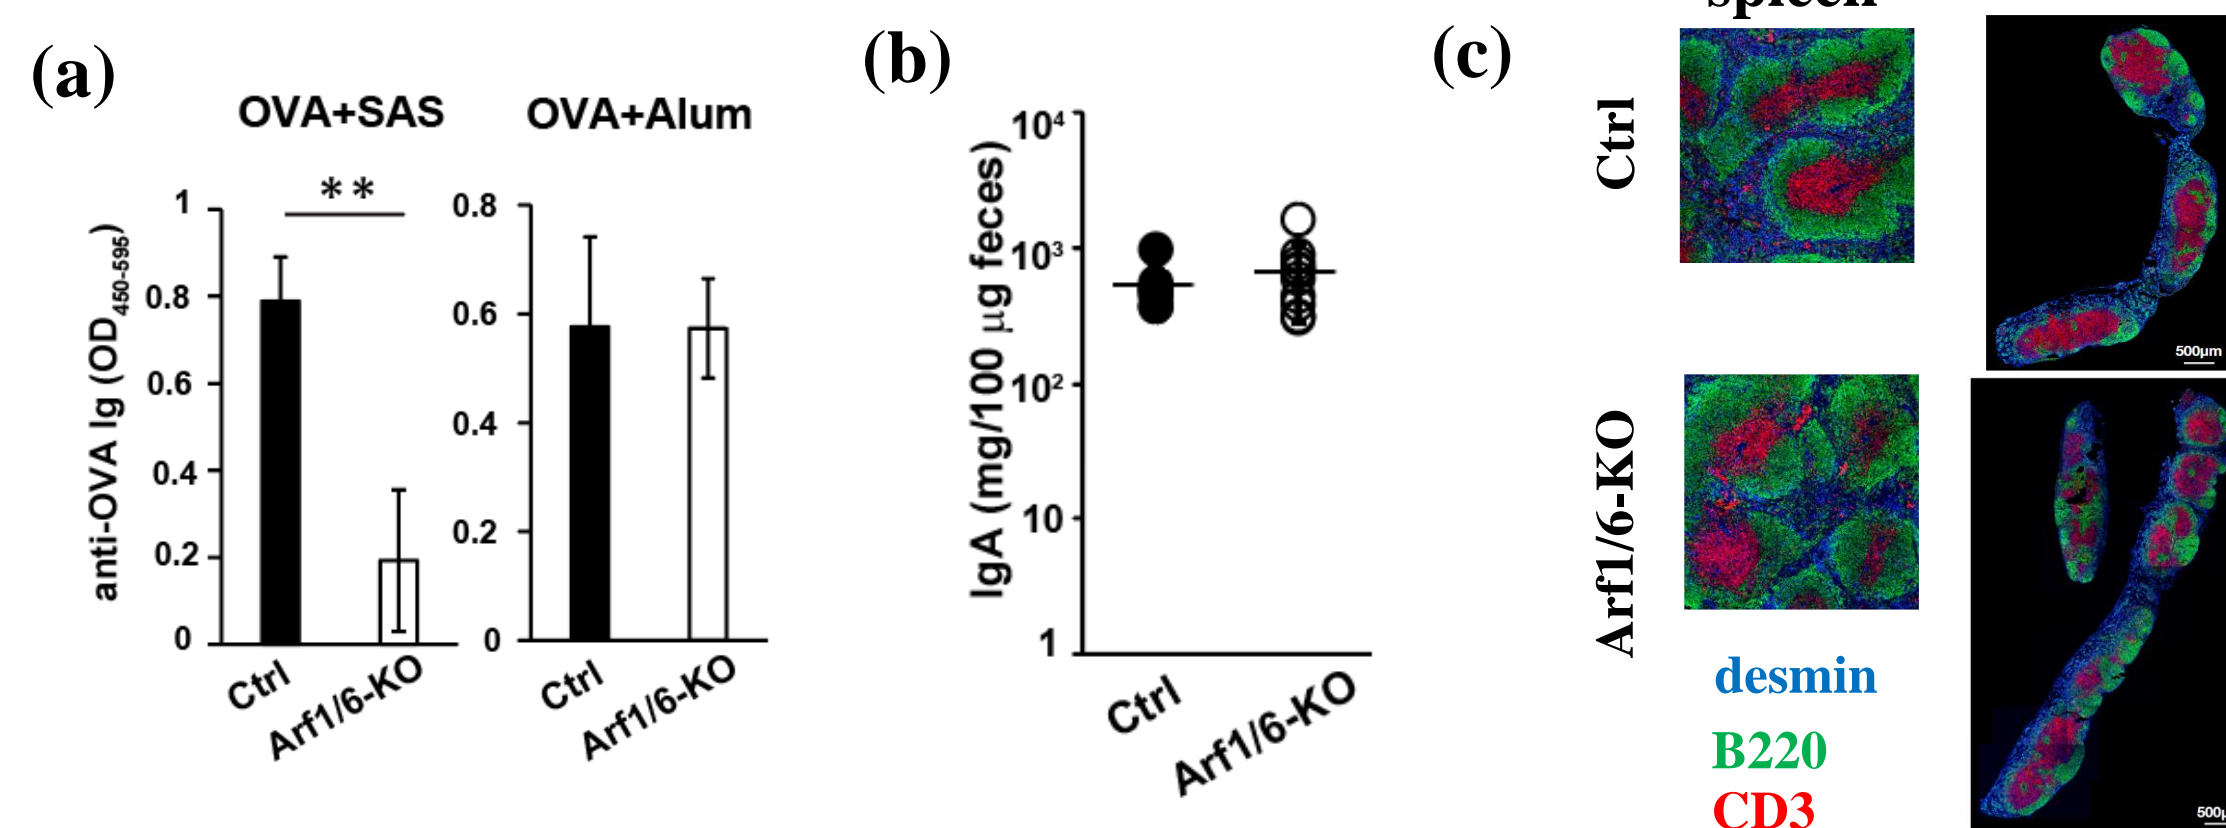 (a)
OVA+SAS
OVA+Alum
**
anti-OVA Ig (OD450-595)
1
0.8
0.6
0.4
0.2
0
0.8
0.6
0.4
0.2
0
Ctrl
Arf1/6-KO
Ctrl
Arf1/6-KO
(b)
IgA (mg/100 μg feces)
10⁴
10³
10²
10
1
Ctrl
Arf1/6-KO
(c)
spleen
Ctrl
500μm
Arf1/6-KO
500μ
desmin
B220
CD3